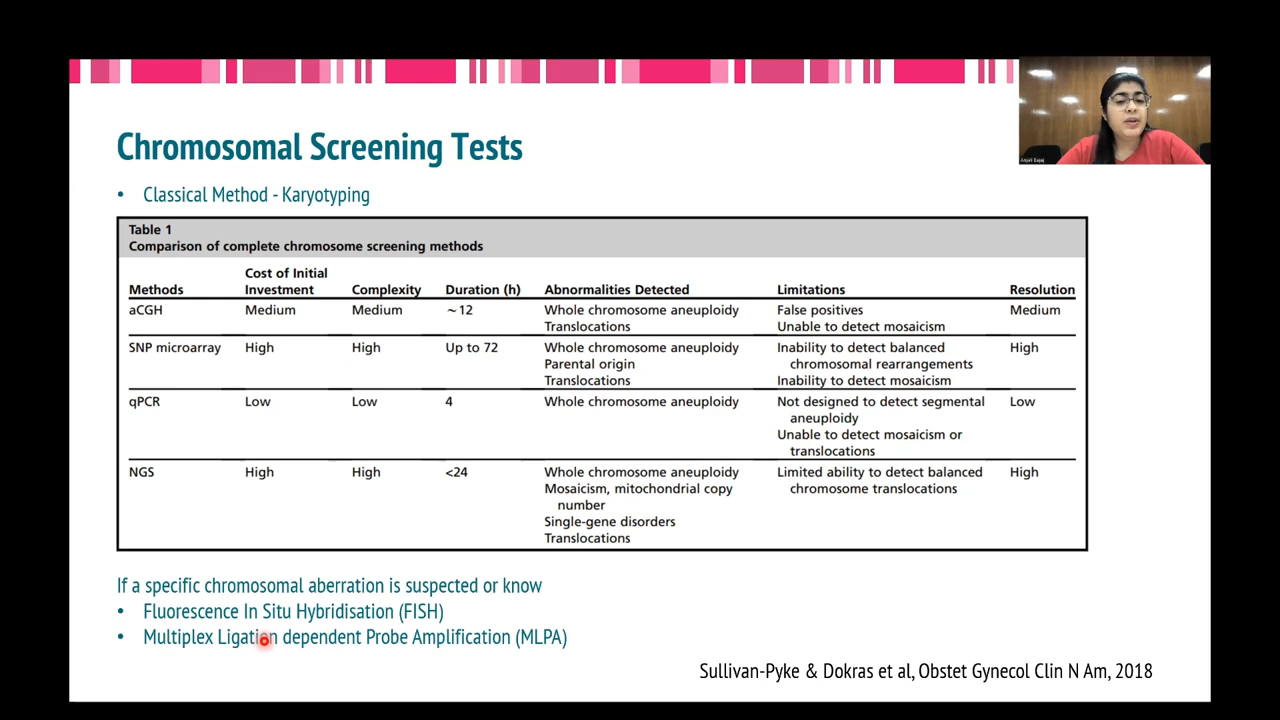 Chromosomal Screening Tests
Anjali Bajaj
• Classical Method - Karyotyping
Table 1
Comparison of complete chromosome screening methods
Methods Cost of Initial Investment Complexity Duration (h) Abnormalities Detected Limitations Resolution
aCGH Medium Medium ~12 Whole chromosome aneuploidy False positives Medium
Translocations Unable to detect mosaicism
SNP microarray High High Up to 72 Whole chromosome aneuploidy Inability to detect balanced High
Parental origin chromosomal rearrangements
Translocations Inability to detect mosaicism
qPCR Low Low 4 Whole chromosome aneuploidy Not designed to detect segmental Low
aneuploidy
Unable to detect mosaicism or
translocations
NGS High High <24 Whole chromosome aneuploidy Limited ability to detect balanced High
Mosaicism, mitochondrial copy chromosome translocations
number
Single-gene disorders
Translocations
If a specific chromosomal aberration is suspected or know
• Fluorescence In Situ Hybridisation (FISH)
• Multiplex Ligation dependent Probe Amplification (MLPA)
Sullivan-Pyke & Dokras et al, Obstet Gynecol Clin N Am, 2018